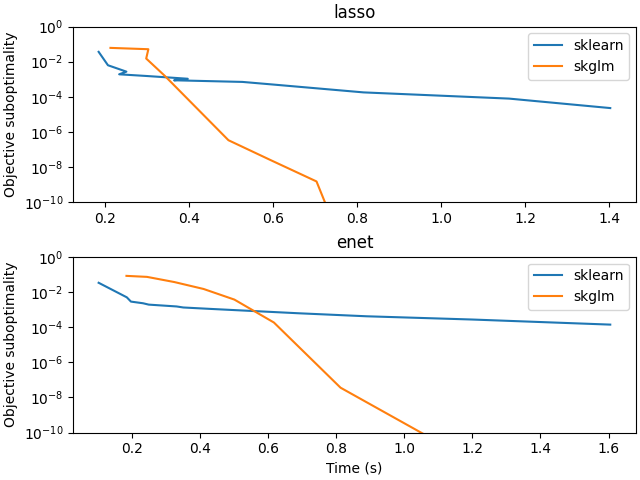 lasso
Objective suboptimality
10^0
10^-2
10^-4
10^-6
10^-8
10^-10
sklearn
skglm
0.2 0.4 0.6 0.8 1.0 1.2 1.4
enet
Objective suboptimality
10^0
10^-2
10^-4
10^-6
10^-8
10^-10
sklearn
skglm
0.2 0.4 0.6 0.8 1.0 1.2 1.4 1.6
Time (s)